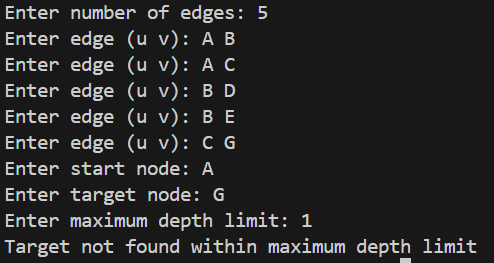 Enter number of edges: 5
Enter edge (u v): A B
Enter edge (u v): A C
Enter edge (u v): B D
Enter edge (u v): B E
Enter edge (u v): C G
Enter start node: A
Enter target node: G
Enter maximum depth limit: 1
Target not found within maximum depth limit